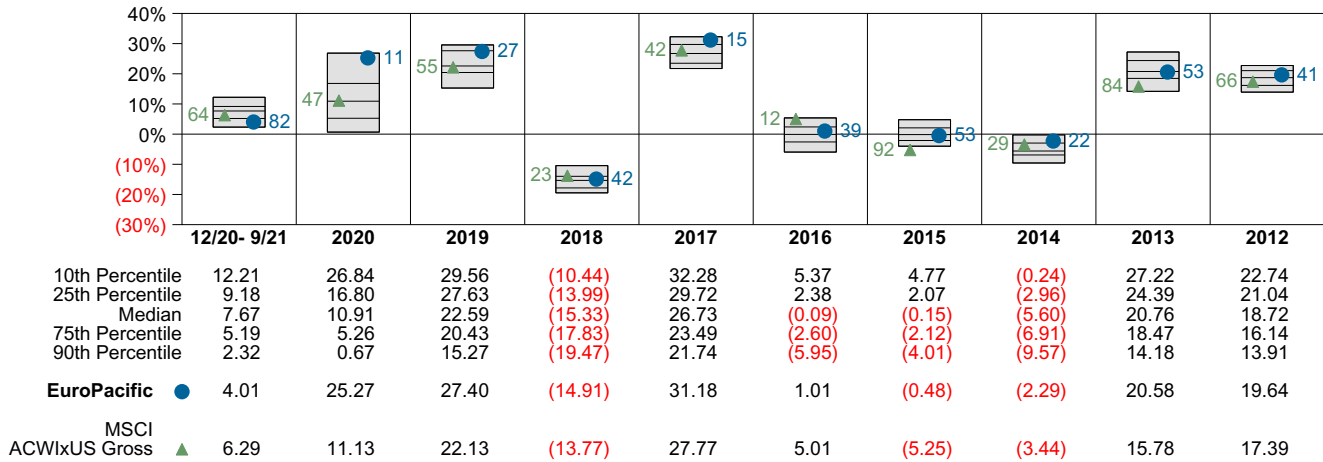 40%
30%
20%
10%
0%
(10%)
(20%)
(30%)
64 82
47 11
55 27
23 42
42 15
12 39
92 53
29 22
84 53
66 41
12/20- 9/21 2020 2019 2018 2017 2016 2015 2014 2013 2012
10th Percentile 12.21 26.84 29.56 (10.44) 32.28 5.37 4.77 (0.24) 27.22 22.74
25th Percentile 9.18 16.80 27.63 (13.99) 29.72 2.38 2.07 (2.96) 24.39 21.04
Median 7.67 10.91 22.59 (15.33) 26.73 (0.09) (0.15) (5.60) 20.76 18.72
75th Percentile 5.19 5.26 20.43 (17.83) 23.49 (2.60) (2.12) (6.91) 18.47 16.14
90th Percentile 2.32 0.67 15.27 (19.47) 21.74 (5.95) (4.01) (9.57) 14.18 13.91
EuroPacific 4.01 25.27 27.40 (14.91) 31.18 1.01 (0.48) (2.29) 20.58 19.64
MSCI
ACWIxUS Gross 6.29 11.13 22.13 (13.77) 27.77 5.01 (5.25) (3.44) 15.78 17.39